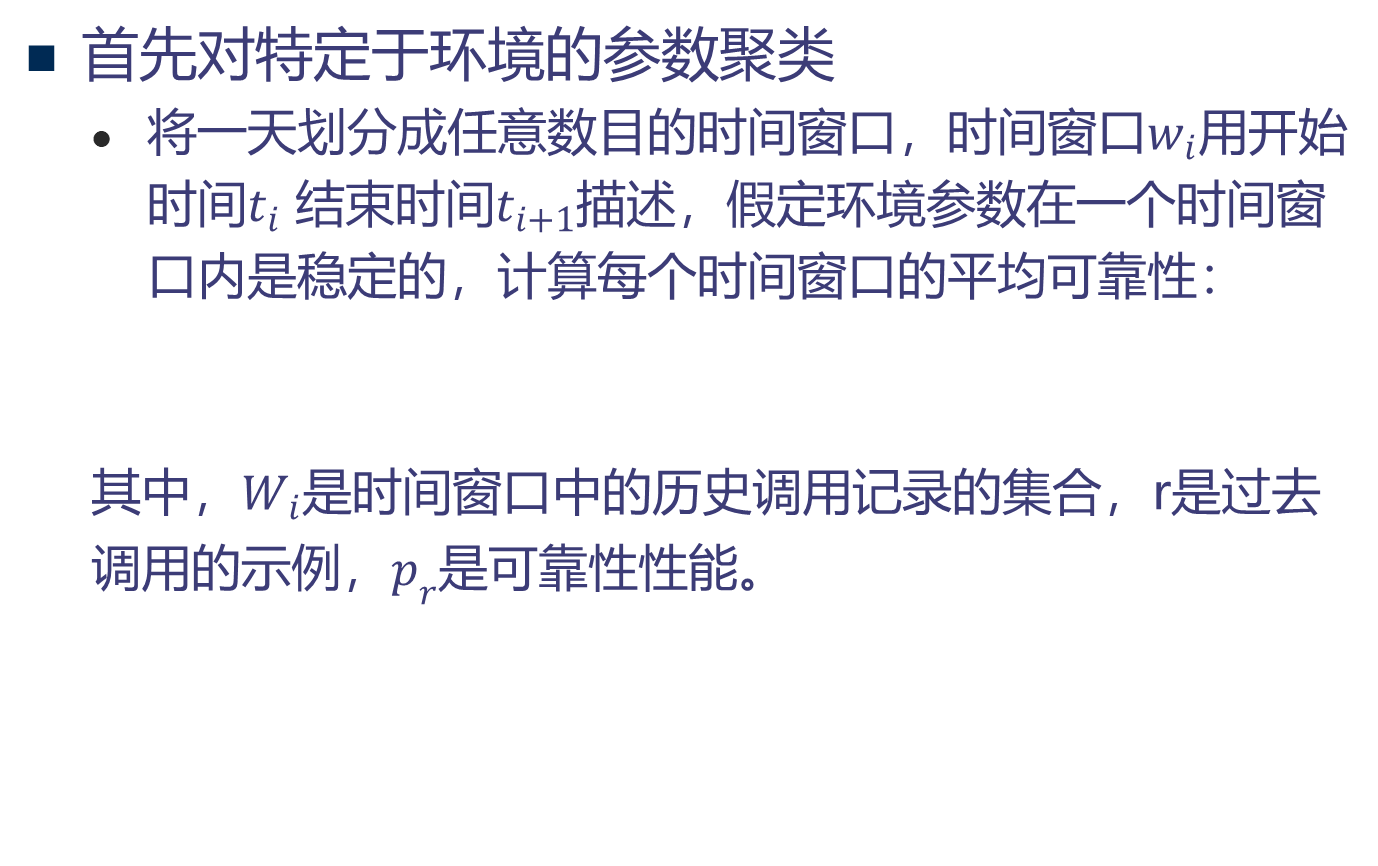 ■ 首先对特定于环境的参数聚类
• 将一天划分成任意数目的时间窗口，时间窗口𝑤ᵢ用开始
时间𝑡ᵢ 结束时间𝑡ᵢ₊₁描述，假定环境参数在一个时间窗
口内是稳定的，计算每个时间窗口的平均可靠性：
其中，𝑊ᵢ是时间窗口中的历史调用记录的集合，r是过去
调用的示例，𝑝ᵣ是可靠性性能。